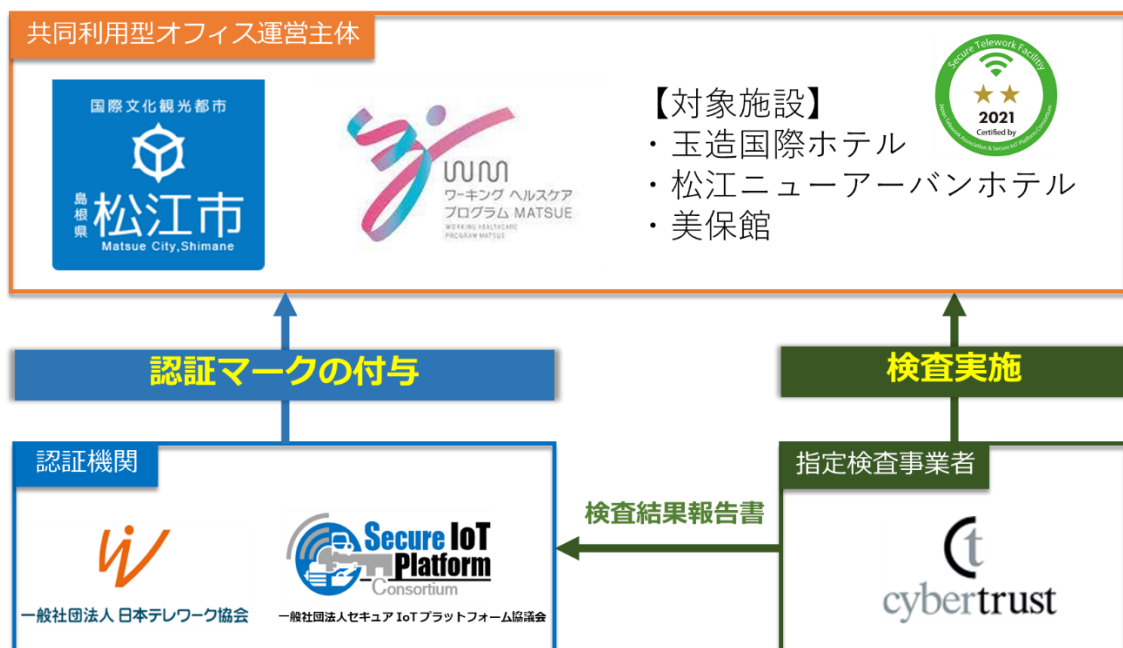 共同利用型オフィス運営主体
国際文化観光都市
島根県
松江市
Matsue City,Shimane
ワーキング ヘルスケア
プログラム MATSUE
WORKING HEALTHCARE
PROGRAM MATSUE
【対象施設】
・玉造国際ホテル
・松江ニューアーバンホテル
・美保館
Secure Telework Facility
2021
Certified by
Japan Telework Association & Secure IoT Platform Consortium
認証マークの付与
検査実施
認証機関
一般社団法人 日本テレワーク協会
Secure IoT
Platform
Consortium
一般社団法人セキュア IoT プラットフォーム協議会
検査結果報告書
指定検査事業者
cybertrust